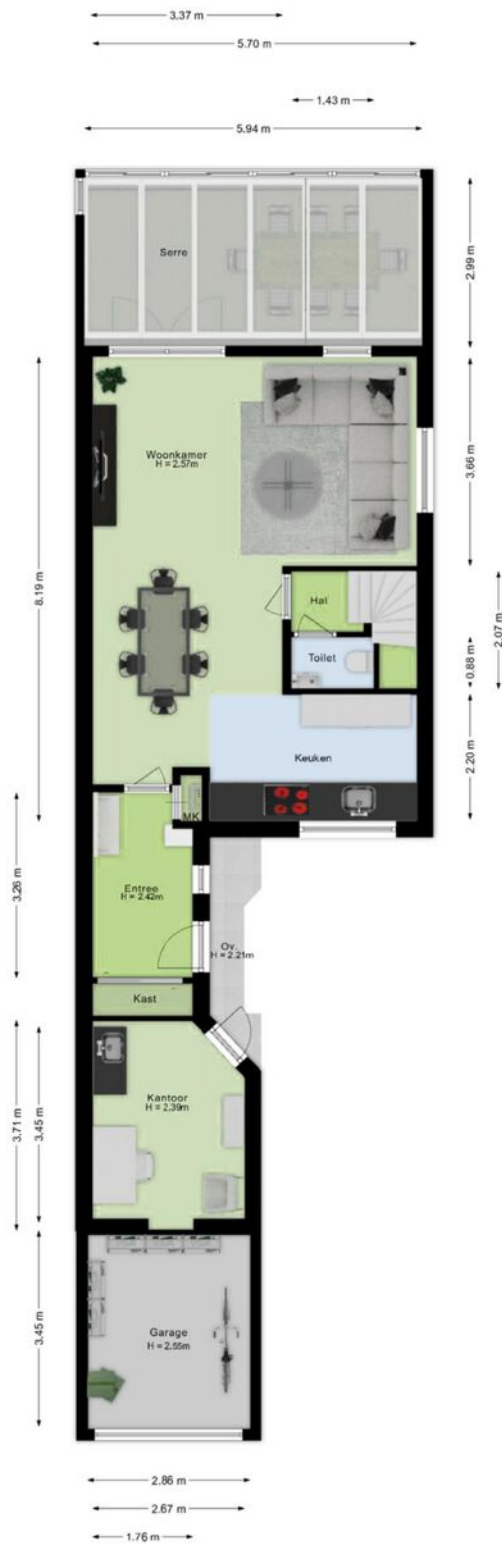 3.37 m
5.70 m
1.43 m
5.94 m
Serre
2.99 m
Woonkamer
H = 2.57m
3.66 m
8.19 m
Hal
2.07 m
Toilet
0.88 m
Keuken
2.20 m
MK
3.26 m
Entree
H = 2.42m
Ov.
H = 2.21m
Kast
3.71 m
3.45 m
Kantoor
H = 2,39m
3.45 m
Garage
H = 2.55m
2.86 m
2.67 m
1.76 m